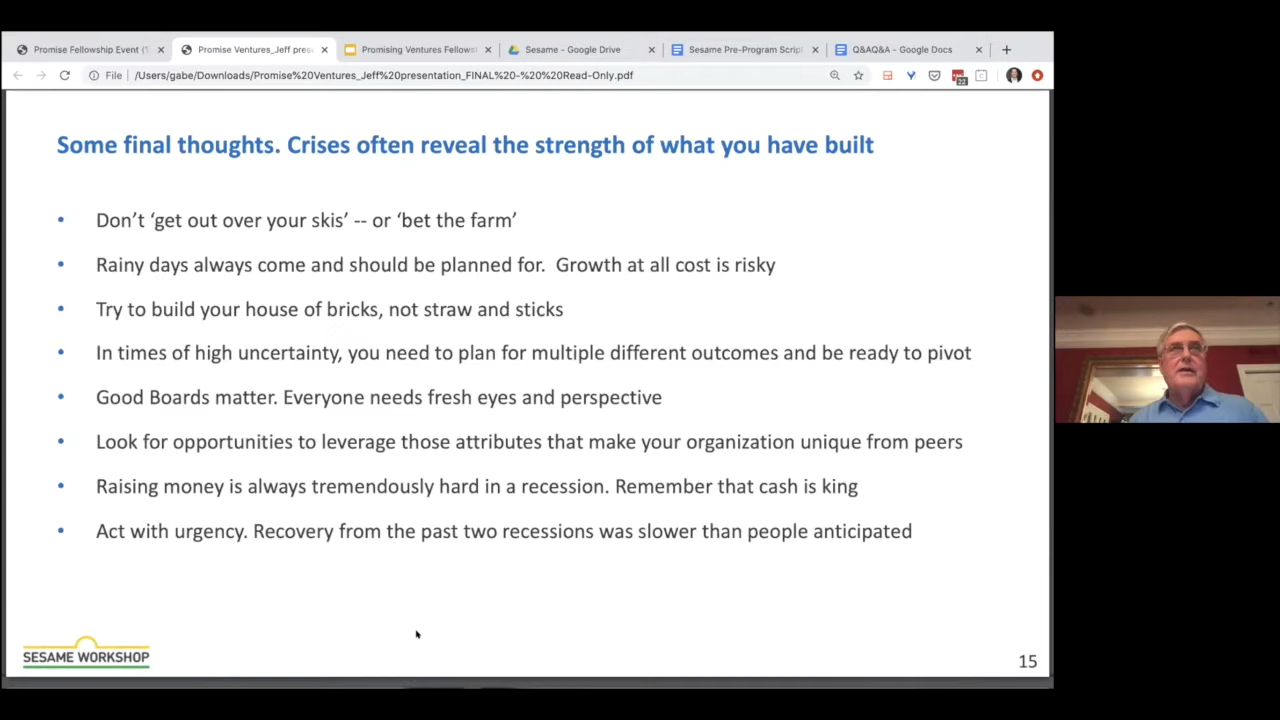 Promise Fellowship Event (T
Promise Ventures_Jeff pres
Promising Ventures Fellows
Sesame - Google Drive
Sesame Pre-Program Script
Q&AQ&A - Google Docs
File
/Users/gabe/Downloads/Promise%20Ventures_Jeff%20presentation_FINAL%20-%20%20Read-Only.pdf
22
Some final thoughts. Crises often reveal the strength of what you have built
• Don’t ‘get out over your skis’ -- or ‘bet the farm’
• Rainy days always come and should be planned for.  Growth at all cost is risky
• Try to build your house of bricks, not straw and sticks
• In times of high uncertainty, you need to plan for multiple different outcomes and be ready to pivot
• Good Boards matter. Everyone needs fresh eyes and perspective
• Look for opportunities to leverage those attributes that make your organization unique from peers
• Raising money is always tremendously hard in a recession. Remember that cash is king
• Act with urgency. Recovery from the past two recessions was slower than people anticipated
SESAME WORKSHOP
15